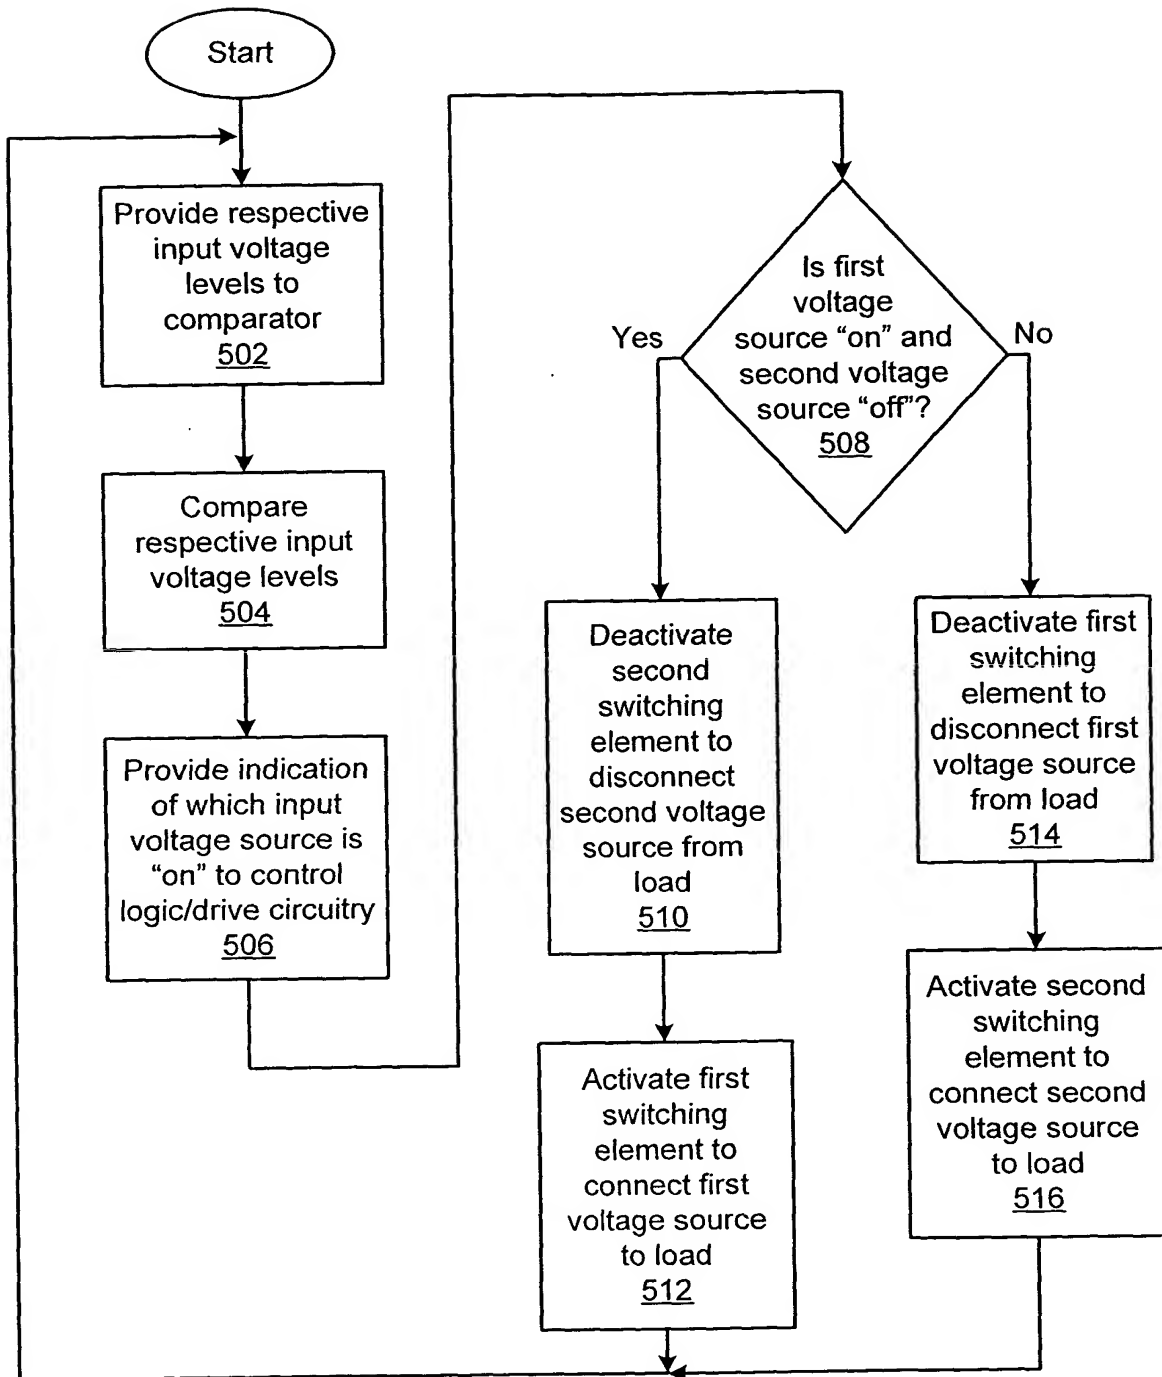 Start
Provide respective
input voltage
levels to
comparator
502
Compare
respective input
voltage levels
504
Provide indication
of which input
voltage source is
“on” to control
logic/drive circuitry
506
Is first
voltage
source “on” and
second voltage
source “off”?
508
Yes
No
Deactivate
second
switching
element to
disconnect
second voltage
source from
load
510
Activate first
switching
element to
connect first
voltage source
to load
512
Deactivate first
switching
element to
disconnect first
voltage source
from load
514
Activate second
switching
element to
connect second
voltage source
to load
516